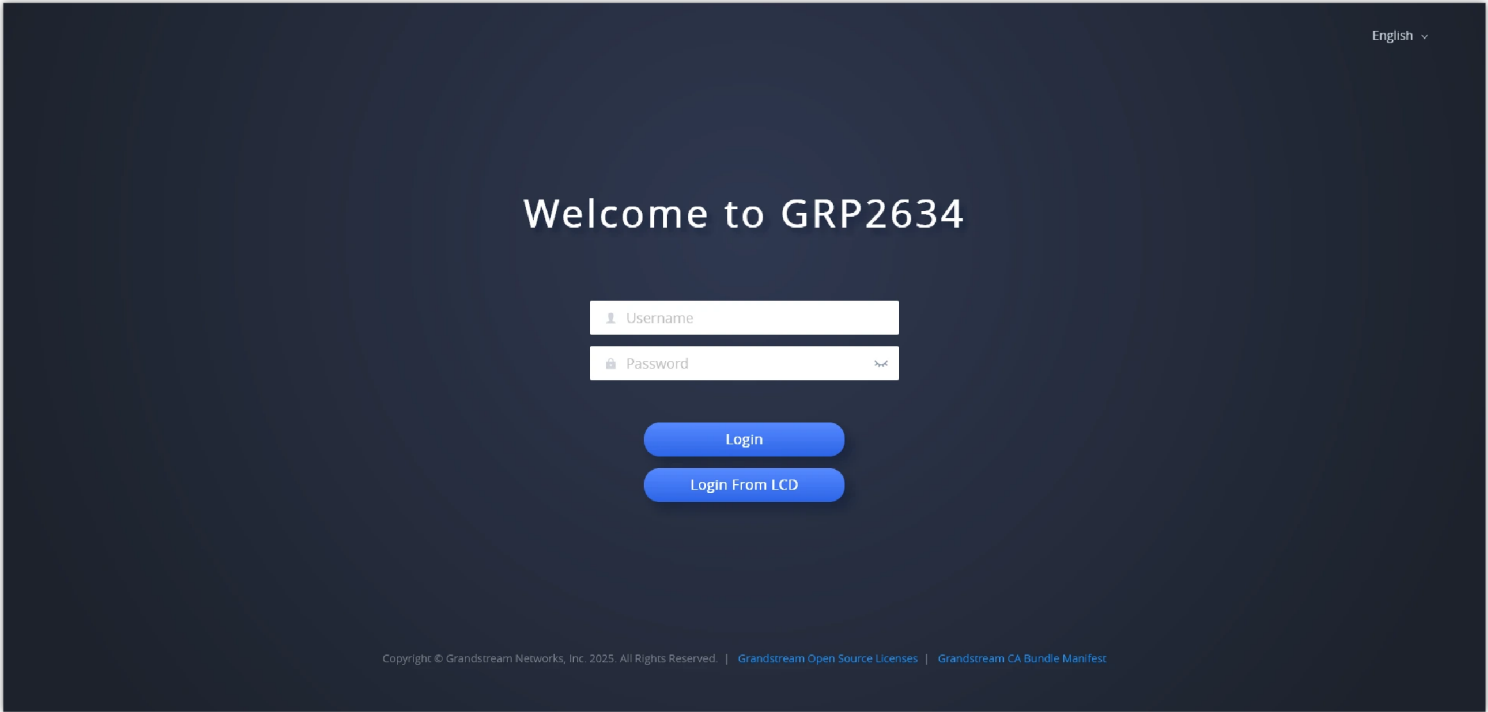 English
Welcome to GRP2634
Username
Password
Login
Login From LCD
Copyright © Grandstream Networks, Inc. 2025. All Rights Reserved. | Grandstream Open Source Licenses | Grandstream CA Bundle Manifest